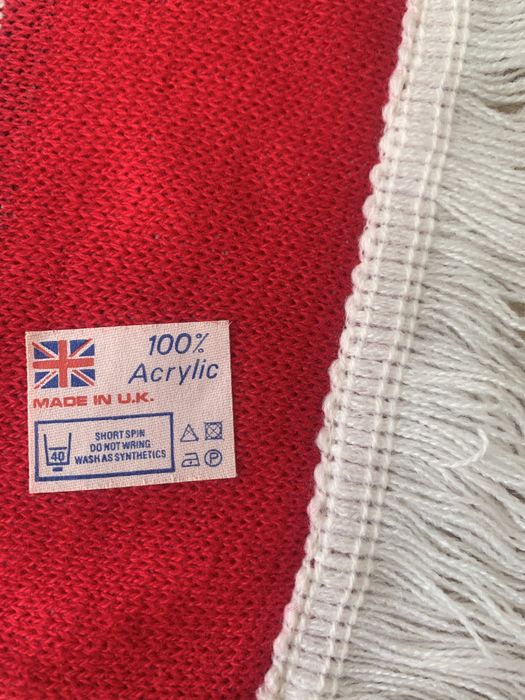 100%
Acrylic
MADE IN U.K.
40
SHORT SPIN
DO NOT WRING
WASH AS SYNTHETICS
P